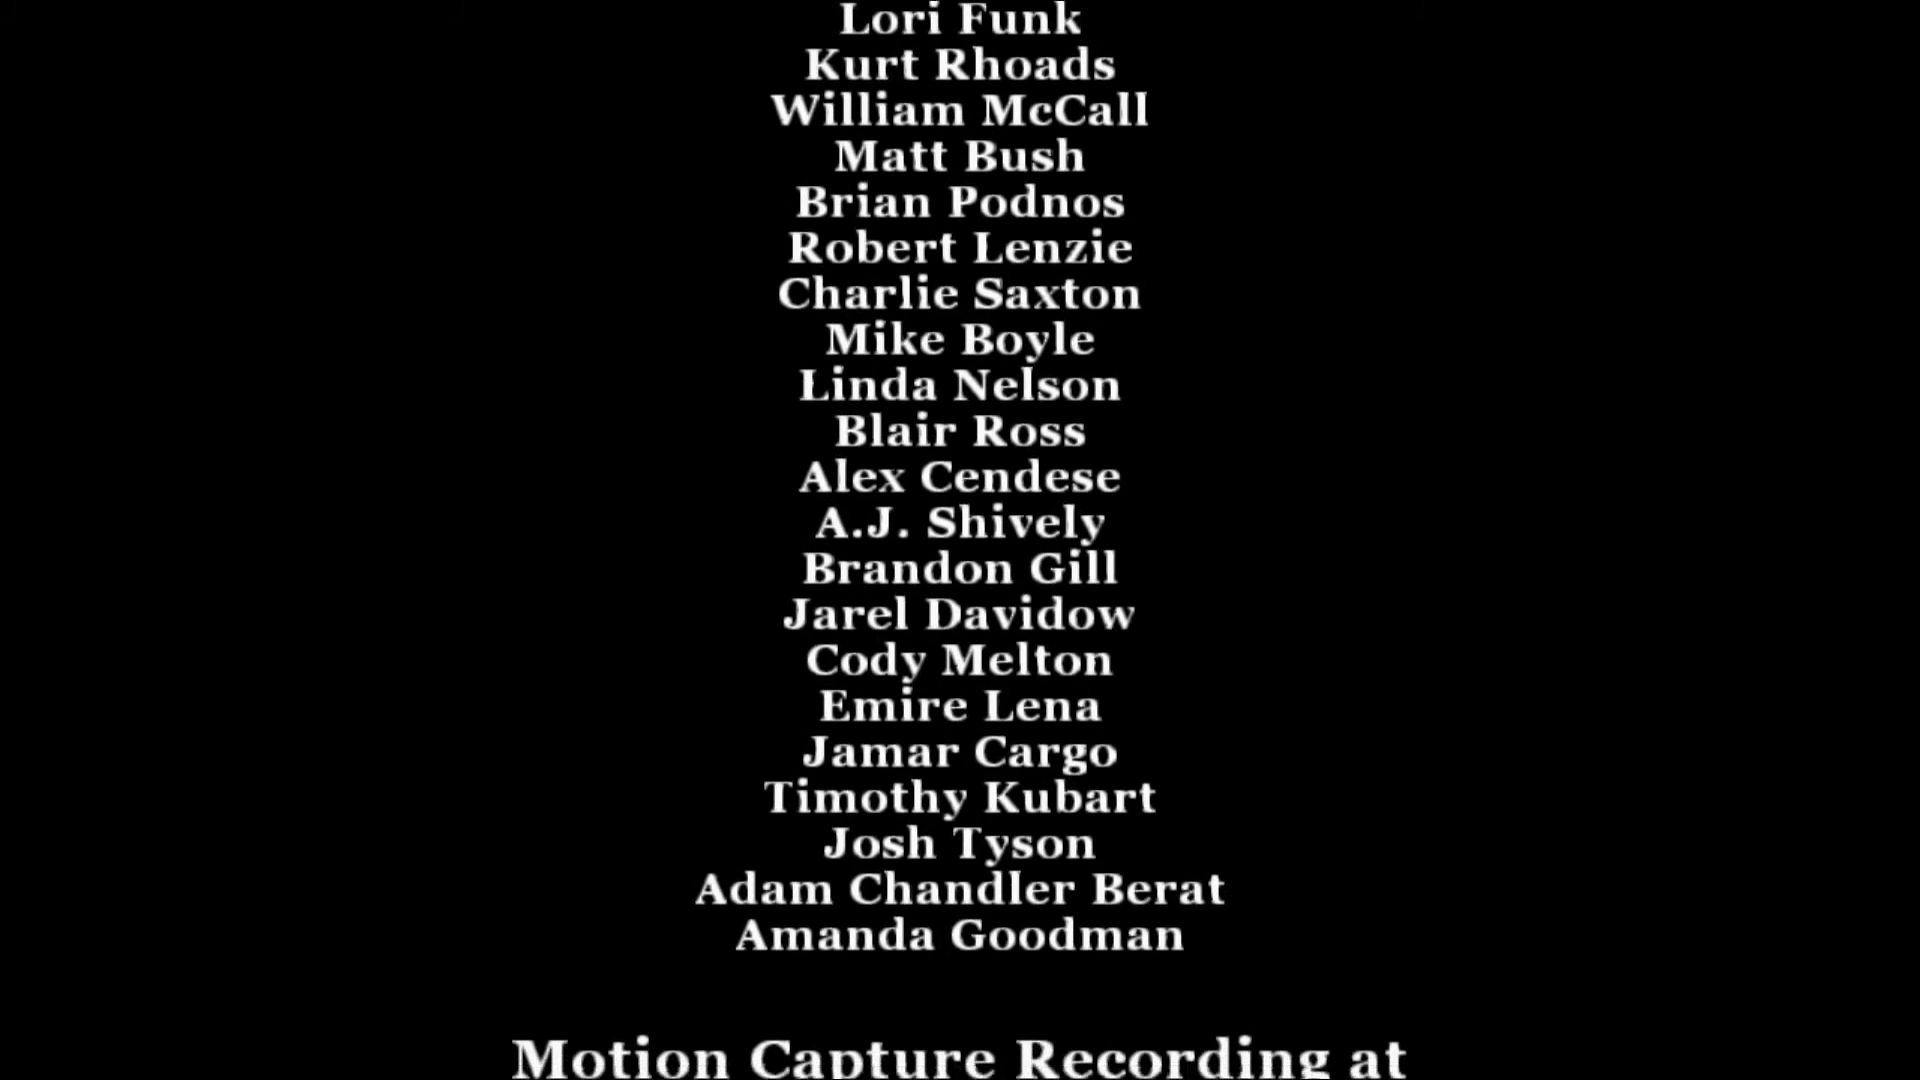 Lori Funk
Kurt Rhoads
William McCall
Matt Bush
Brian Podnos
Robert Lenzie
Charlie Saxton
Mike Boyle
Linda Nelson
Blair Ross
Alex Cendese
A.J. Shively
Brandon Gill
Jarel Davidow
Cody Melton
Emire Lena
Jamar Cargo
Timothy Kubart
Josh Tyson
Adam Chandler Berat
Amanda Goodman
Motion Capture Recording at